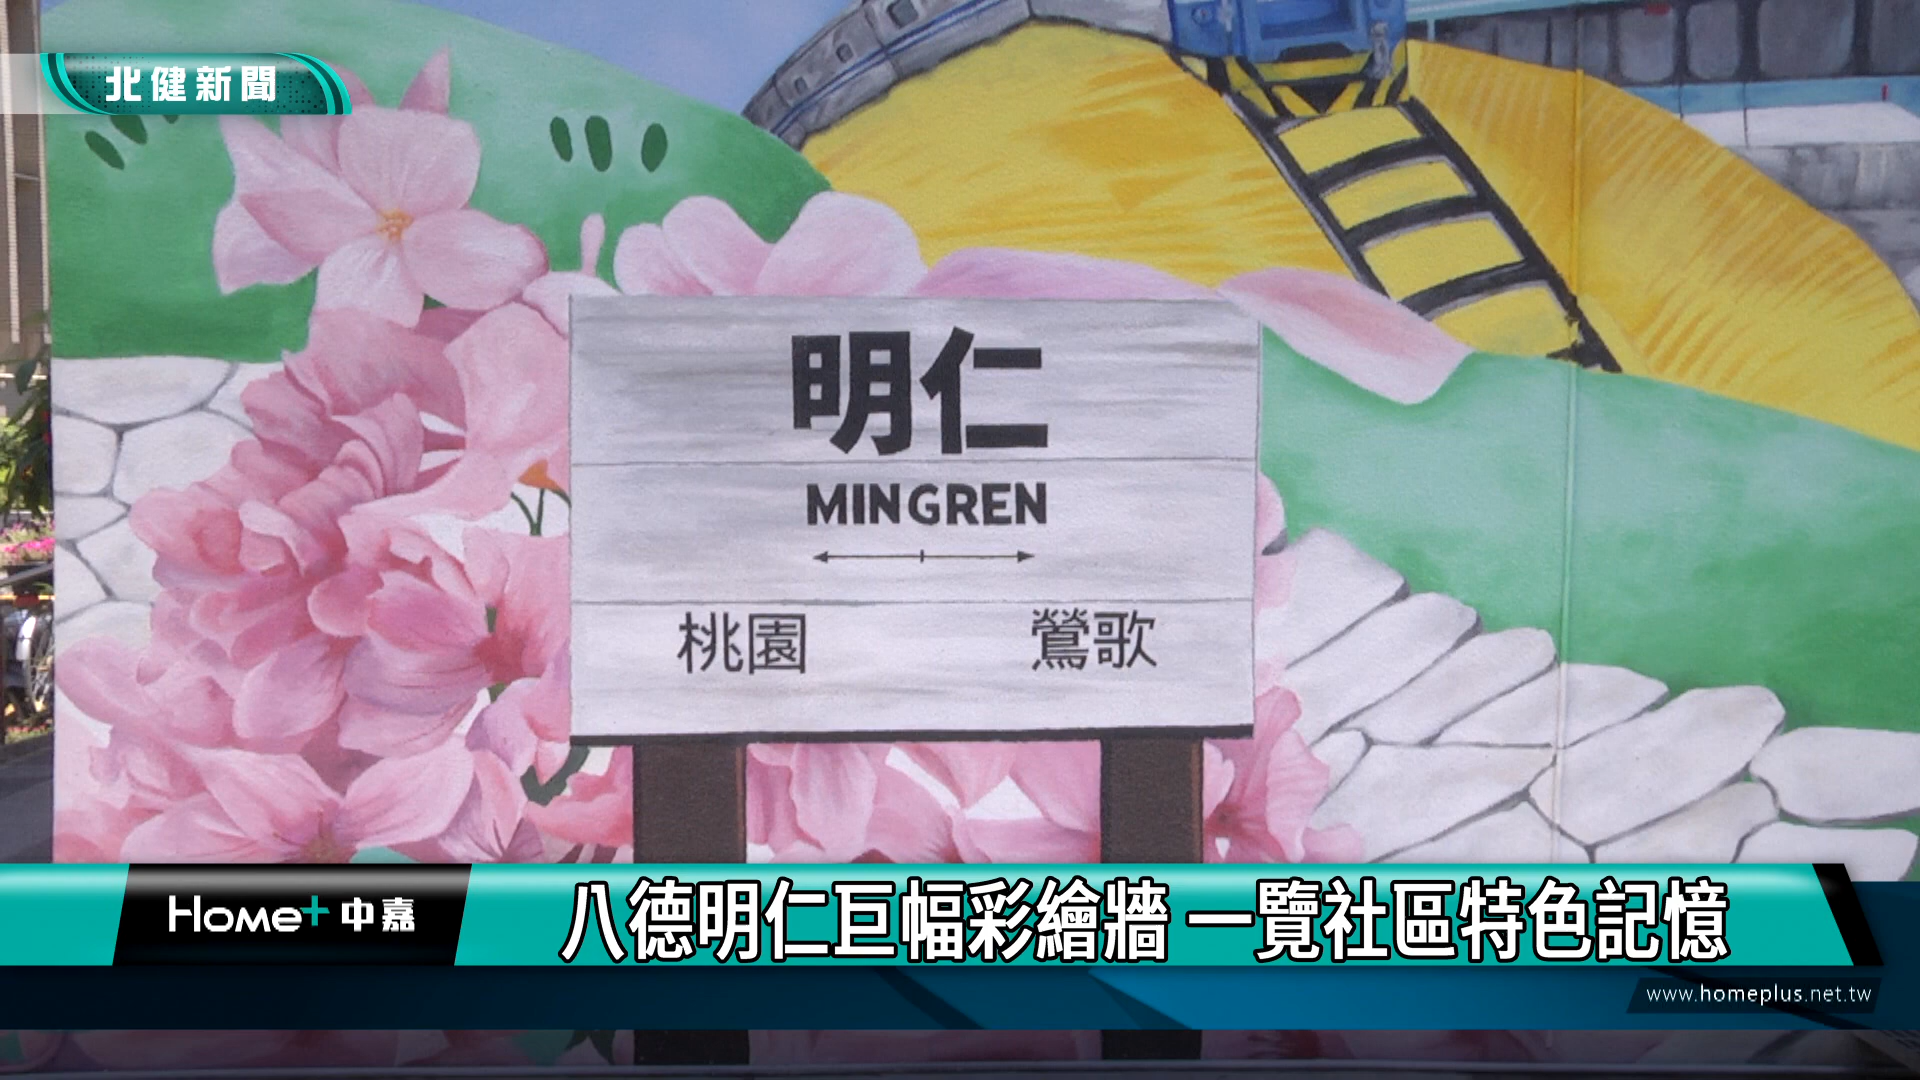 北健新聞
明仁
MINGREN
桃園 鶯歌
Home+中嘉
八德明仁巨幅彩繪牆 一覽社區特色記憶
www.homeplus.net.tw